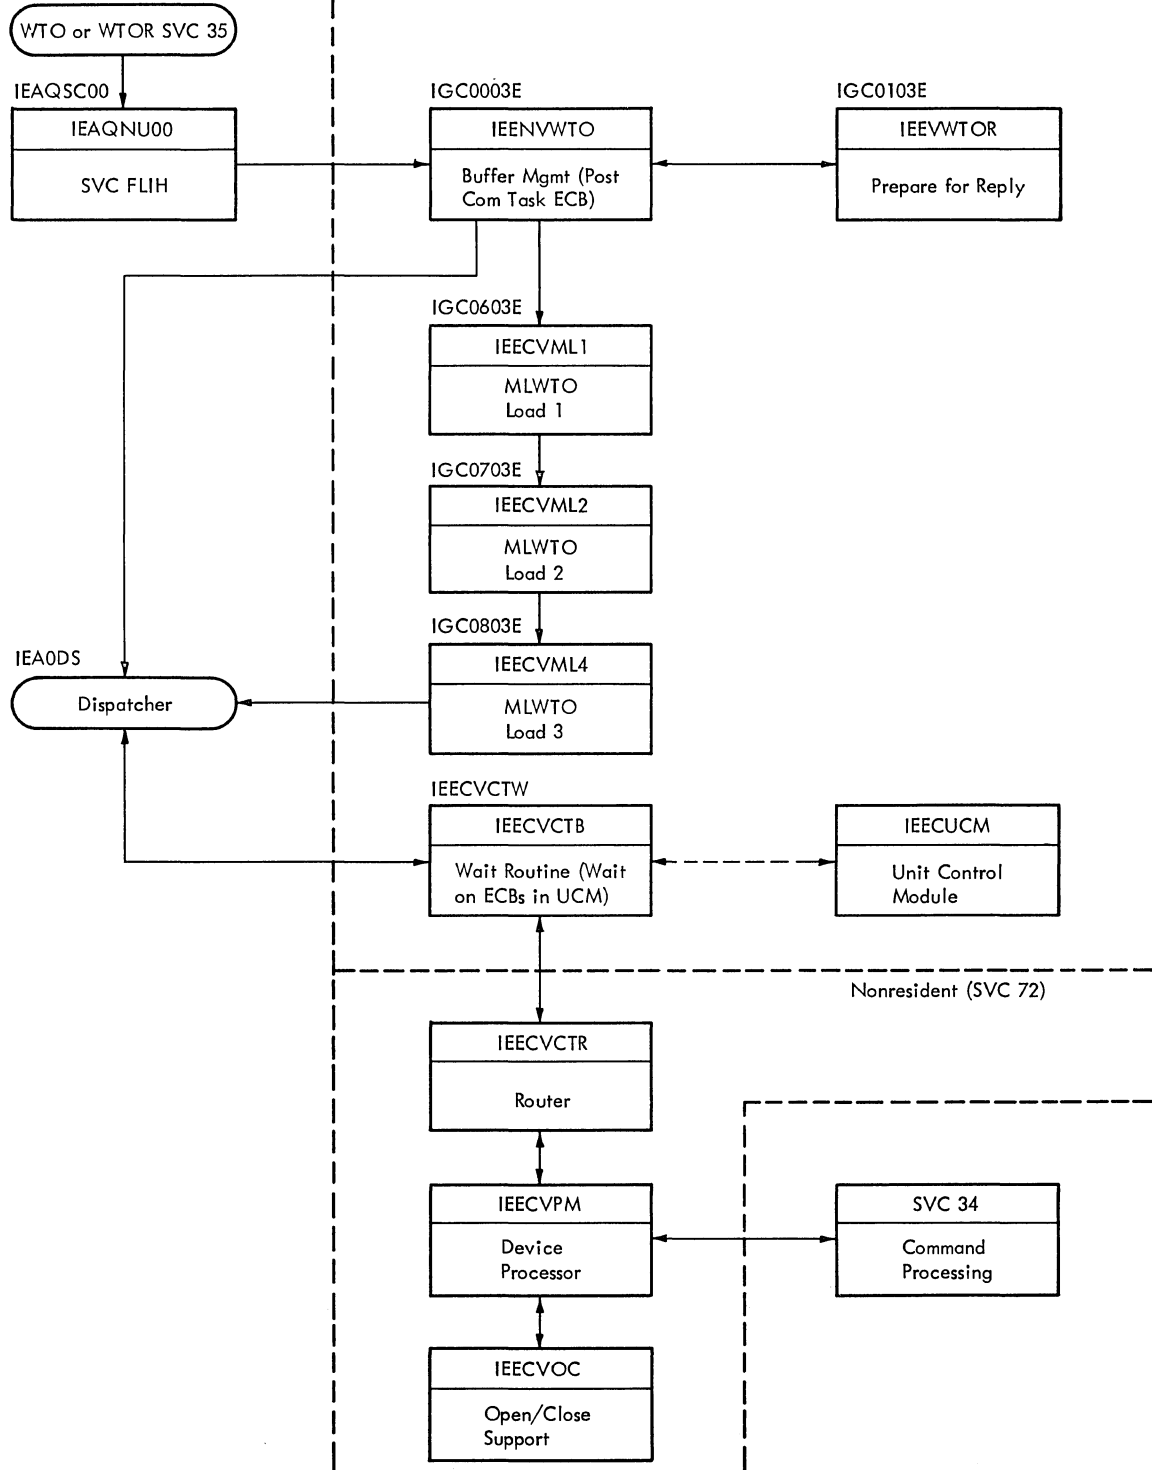 WTO or WTOR SVC 35
IEAQSC00
IEAQNU00
SVC FLIH
IGC0003E
IEENVWTO
Buffer Mgmt (Post
Com Task ECB)
IGC0103E
IEEVWTOR
Prepare for Reply
IGC0603E
IEECVML1
MLWTO
Load 1
IGC0703E
IEECVML2
MLWTO
Load 2
IGC0803E
IEECVML4
MLWTO
Load 3
IEA0DS
Dispatcher
IEECVCTW
IEECVCTB
Wait Routine (Wait
on ECBs in UCM)
IEECUCM
Unit Control
Module
Nonresident (SVC 72)
IEECVCTR
Router
IEECVPM
Device
Processor
SVC 34
Command
Processing
IEECVOC
Open/Close
Support